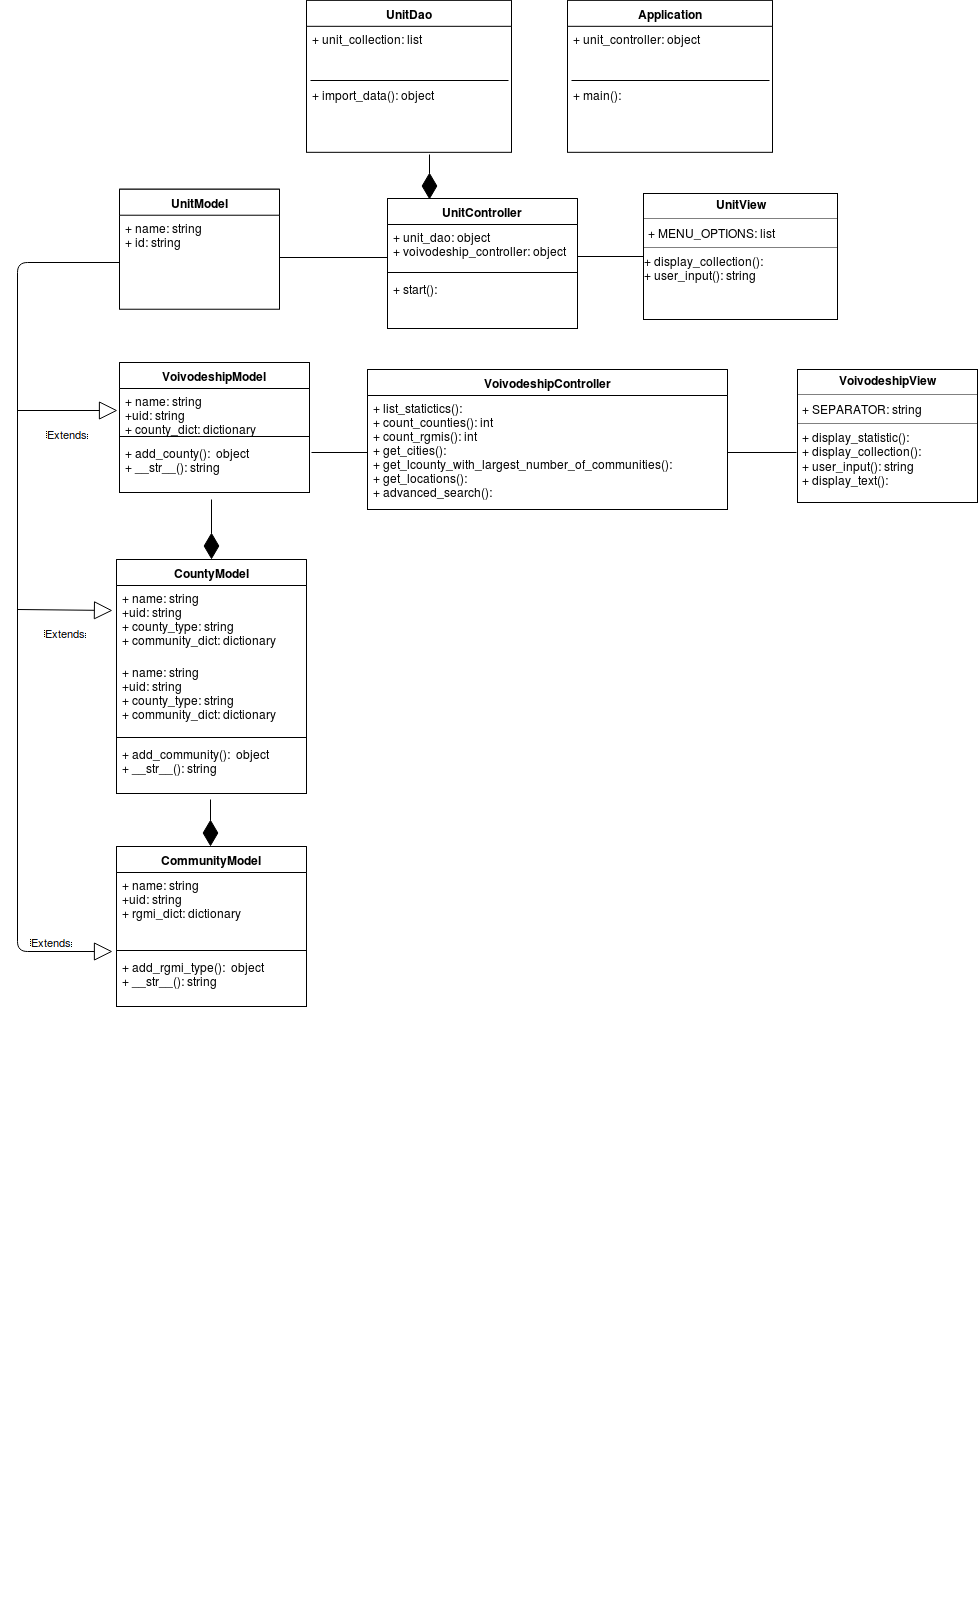 UnitDao
+ unit_collection: list
+ import_data(): object
Application
+ unit_controller: object
+ main():
UnitModel
+ name: string
+ id: string
UnitController
+ unit_dao: object
+ voivodeship_controller: object
+ start():
UnitView
+ MENU_OPTIONS: list
+ display_collection():
+ user_input(): string
VoivodeshipModel
+ name: string
+uid: string
+ county_dict: dictionary
+ add_county():  object
+ __str__(): string
VoivodeshipController
+ list_statictics():
+ count_counties(): int
+ count_rgmis(): int
+ get_cities():
+ get_lcounty_with_largest_number_of_communities():
+ get_locations():
+ advanced_search():
VoivodeshipView
+ SEPARATOR: string
+ display_statistic():
+ display_collection():
+ user_input(): string
+ display_text():
Extends
CountyModel
+ name: string
+uid: string
+ county_type: string
+ community_dict: dictionary
+ name: string
+uid: string
+ county_type: string
+ community_dict: dictionary
+ add_community():  object
+ __str__(): string
Extends
CommunityModel
+ name: string
+uid: string
+ rgmi_dict: dictionary
+ add_rgmi_type():  object
+ __str__(): string
Extends